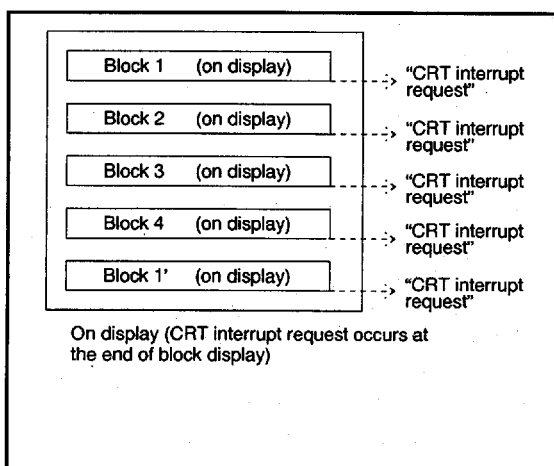 Block 1 (on display)
“CRT interrupt
request”
Block 2 (on display)
“CRT interrupt
request”
Block 3 (on display)
“CRT interrupt
request”
Block 4 (on display)
“CRT interrupt
request”
Block 1' (on display)
“CRT interrupt
request”
On display (CRT interrupt request occurs at
the end of block display)